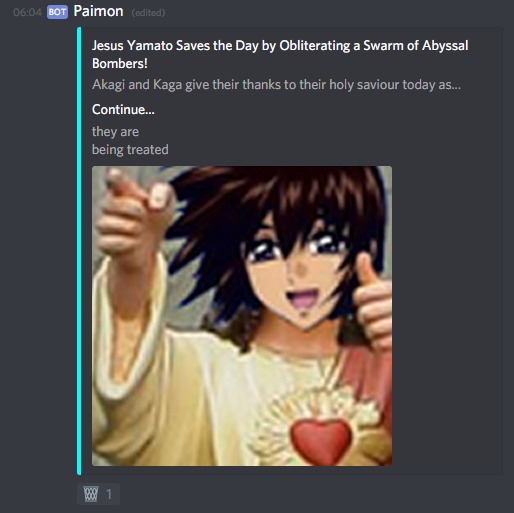 06:04 BOT Paimon (edited)
Jesus Yamato Saves the Day by Obliterating a Swarm of Abyssal
Bombers!
Akagi and Kaga give their thanks to their holy saviour today as...
Continue...
they are
being treated
1